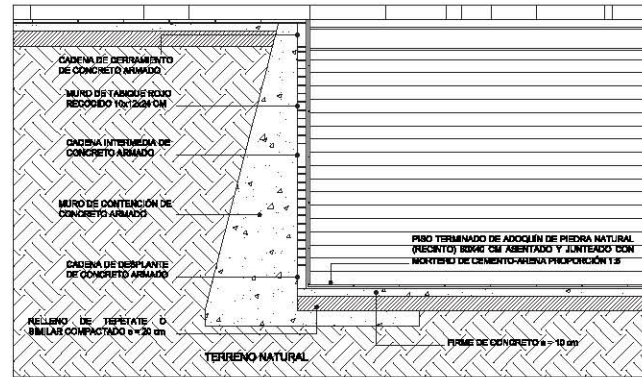 CADENA DE CERRAMIENTO
DE CONCRETO ARMADO
MURO DE TABIQUE ROJO
RECOCIDO 10x12x24 CM
CADENA INTERMEDIA DE
CONCRETO ARMADO
MURO DE CONTENCIÓN DE
CONCRETO ARMADO
PISO TERMINADO DE ADOQUÍN DE PIEDRA NATURAL
(RECINTO) 60X40 CM ASENTADO Y JUNTEADO CON
MORTERO DE CEMENTO-ARENA PROPORCIÓN 1:5
CADENA DE DESPLANTE
DE CONCRETO ARMADO
RELLENO DE TEPETATE O
SIMILAR COMPACTADO e = 20 cm
FIRME DE CONCRETO e = 10 cm
TERRENO NATURAL